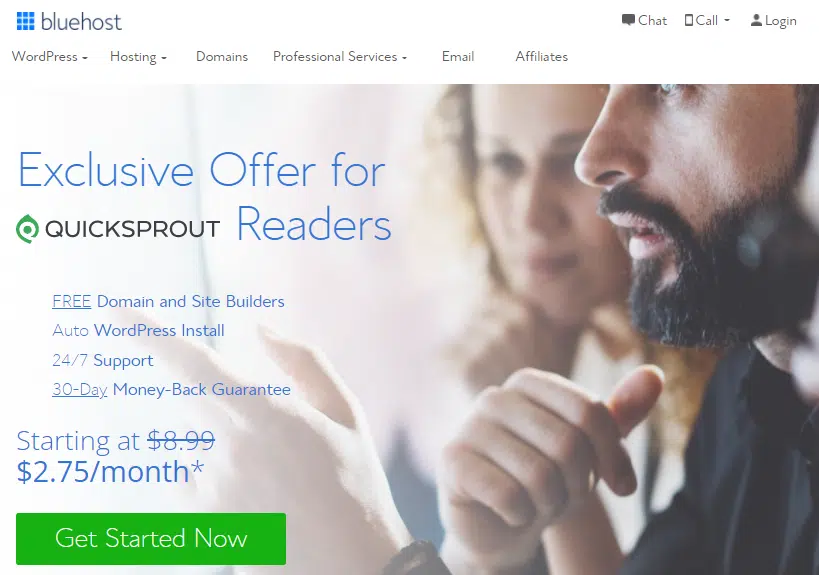 bluehost
Chat Call Login
WordPress Hosting Domains Professional Services Email Affiliates
Exclusive Offer for
QUICKSPROUT Readers
FREE Domain and Site Builders
Auto WordPress Install
24/7 Support
30-Day Money-Back Guarantee
Starting at $8.99
$2.75/month*
Get Started Now